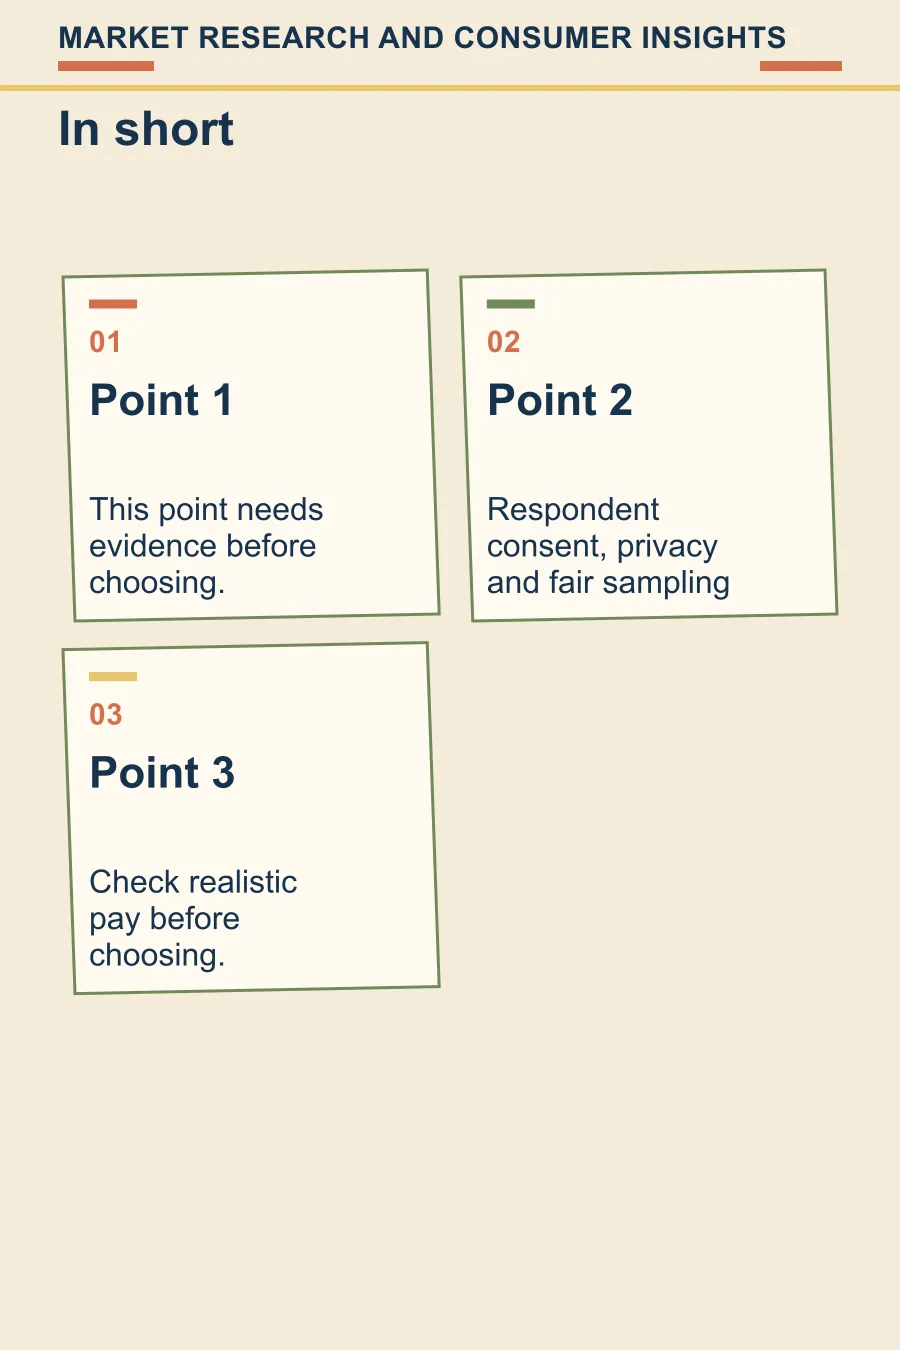 MARKET RESEARCH AND CONSUMER INSIGHTS
In short
01
Point 1
This point needs
evidence before
choosing.
02
Point 2
Respondent
consent, privacy
and fair sampling
03
Point 3
Check realistic
pay before
choosing.